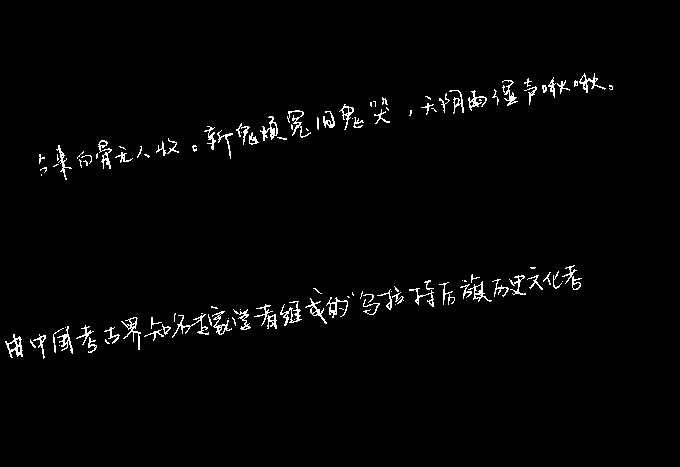 古来白骨无人收。新鬼烦冤旧鬼哭，天阴雨湿声啾啾。
由中国考古界知名专家学者组成的“乌拉特后旗历史文化考